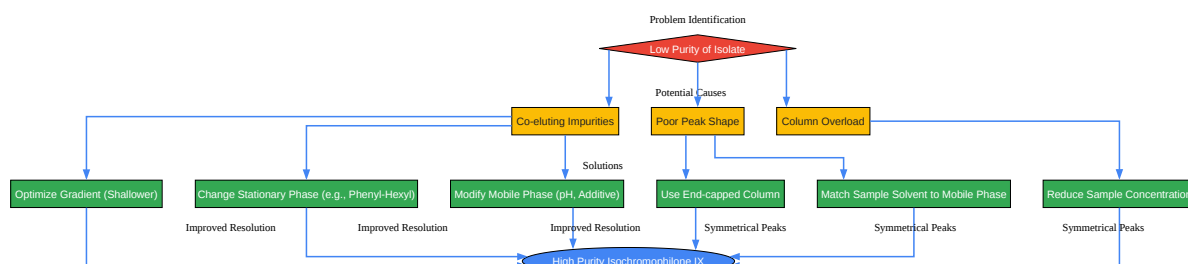 Problem Identification
Low Purity of Isolate
Potential Causes
Co-eluting Impurities
Poor Peak Shape
Column Overload
Solutions
Optimize Gradient (Shallower)
Change Stationary Phase (e.g., Phenyl-Hexyl)
Modify Mobile Phase (pH, Additive)
Use End-capped Column
Match Sample Solvent to Mobile Phase
Reduce Sample Concentration
Improved Resolution
Improved Resolution
Improved Resolution
Symmetrical Peaks
Symmetrical Peaks
Symmetrical Peaks
High Purity Isochromophilone IX